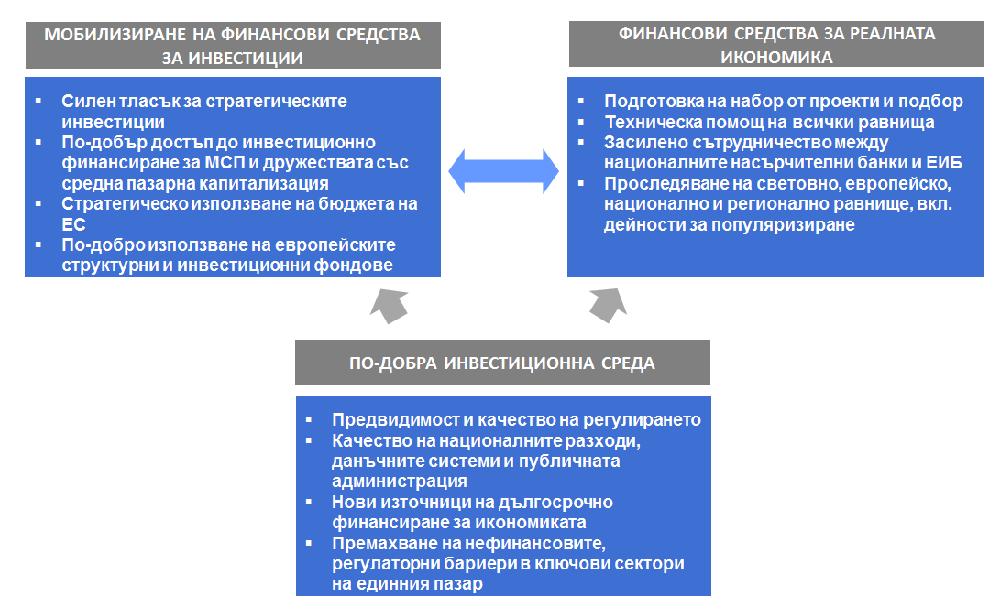 МОБИЛИЗИРАНЕ НА ФИНАНСОВИ СРЕДСТВА
ЗА ИНВЕСТИЦИИ
▪ Силен тласък за стратегическите
инвестиции
▪ По-добър достъп до инвестиционно
финансиране за МСП и дружествата със
средна пазарна капитализация
▪ Стратегическо използване на бюджета на
ЕС
▪ По-добро използване на европейските
структурни и инвестиционни фондове
ФИНАНСОВИ СРЕДСТВА ЗА РЕАЛНАТА
ИКОНОМИКА
▪ Подготовка на набор от проекти и подбор
▪ Техническа помощ на всички равнища
▪ Засилено сътрудничество между
националните насърчителни банки и ЕИБ
▪ Проследяване на световно, европейско,
национално и регионално равнище, вкл.
дейности за популяризиране
ПО-ДОБРА ИНВЕСТИЦИОННА СРЕДА
▪ Предвидимост и качество на регулирането
▪ Качество на националните разходи,
данъчните системи и публичната
администрация
▪ Нови източници на дългосрочно
финансиране за икономиката
▪ Премахване на нефинансовите,
регулаторни бариери в ключови сектори
на единния пазар